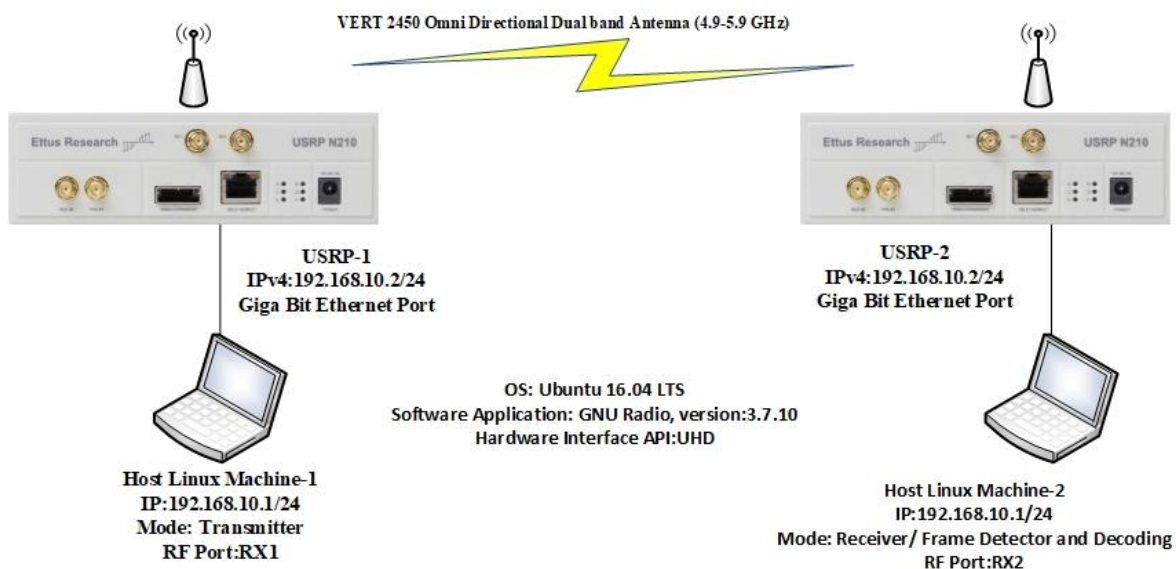 VERT 2450 Omni Directional Dual band Antenna (4.9-5.9 GHz)
Ettus Research
USRP N210
Ettus Research
USRP N210
USRP-1
IPv4:192.168.10.2/24
Giga Bit Ethernet Port
USRP-2
IPv4:192.168.10.2/24
Giga Bit Ethernet Port
OS: Ubuntu 16.04 LTS
Software Application: GNU Radio, version:3.7.10
Hardware Interface API:UHD
Host Linux Machine-1
IP:192.168.10.1/24
Mode: Transmitter
RF Port:RX1
Host Linux Machine-2
IP:192.168.10.1/24
Mode: Receiver/ Frame Detector and Decoding
RF Port:RX2